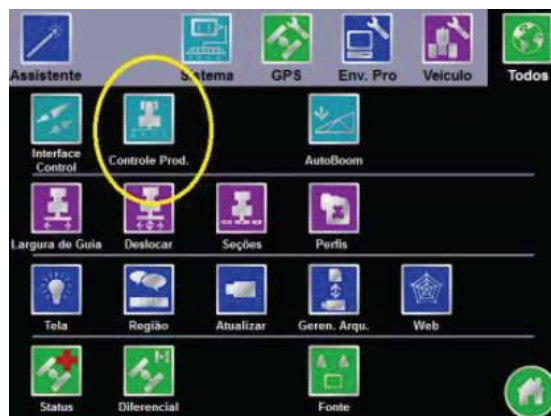 Assistente
Sistema
GPS
Env. Pro
Veiculo
Todos
Interface
Control
Controle Prod.
AutoBoom
Largura de Guia
Deslocar
Seções
Perfis
Tela
Região
Atualizar
Geren. Arqu.
Web
Status
Diferencial
Fonte